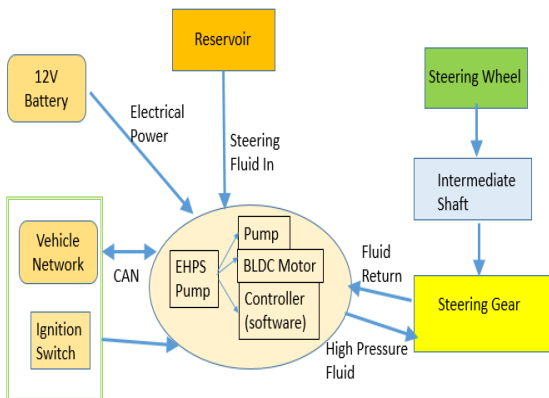 Reservoir
12V
Battery
Steering Wheel
Electrical
Power
Steering
Fluid In
Intermediate
Shaft
Vehicle
Network
CAN
EHPS
Pump
Pump
BLDC Motor
Controller
(software)
Fluid
Return
Steering Gear
Ignition
Switch
High Pressure
Fluid